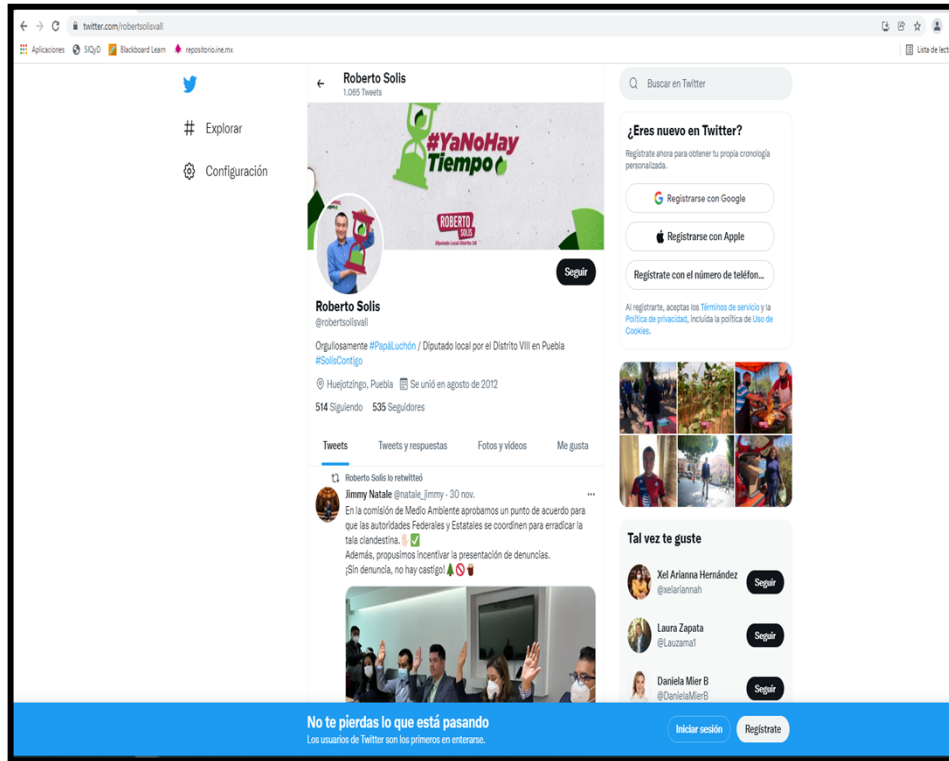 twitter.com/robertsolisvall
Aplicaciones
SIQyD
Blackboard Learn
repositorio.ine.mx
Lista de lect
Explorar
Configuración
Roberto Solis
1.065 Tweets
#YaNoHay
Tiempo
ROBERTO
SOLÍS
Diputado Local Distrito VIII
Seguir
Roberto Solis
@robertsolisvall
Orgullosamente #PapáLuchón / Diputado local por el Distrito VIII en Puebla
#SolísContigo
Huejotzingo, Puebla Se unió en agosto de 2012
514 Siguiendo 535 Seguidores
Tweets Tweets y respuestas Fotos y videos Me gusta
Roberto Solis lo retwitteó
Jimmy Natale @natale_jimmy · 30 nov.
En la comisión de Medio Ambiente aprobamos un punto de acuerdo para
que las autoridades Federales y Estatales se coordinen para erradicar la
tala clandestina.
Además, propusimos incentivar la presentación de denuncias.
¡Sin denuncia, no hay castigo!
Buscar en Twitter
¿Eres nuevo en Twitter?
Regístrate ahora para obtener tu propia cronología
personalizada.
Registrarse con Google
Registrarse con Apple
Regístrate con el número de teléfon...
Al registrarte, aceptas los Términos de servicio y la
Política de privacidad, incluida la política de Uso de
Cookies.
Tal vez te guste
Xel Arianna Hernández
@xelariannah
Seguir
Laura Zapata
@Lauzama1
Seguir
Daniela Mier B
@DanielaMierB
Seguir
No te pierdas lo que está pasando
Los usuarios de Twitter son los primeros en enterarse.
Iniciar sesión
Regístrate